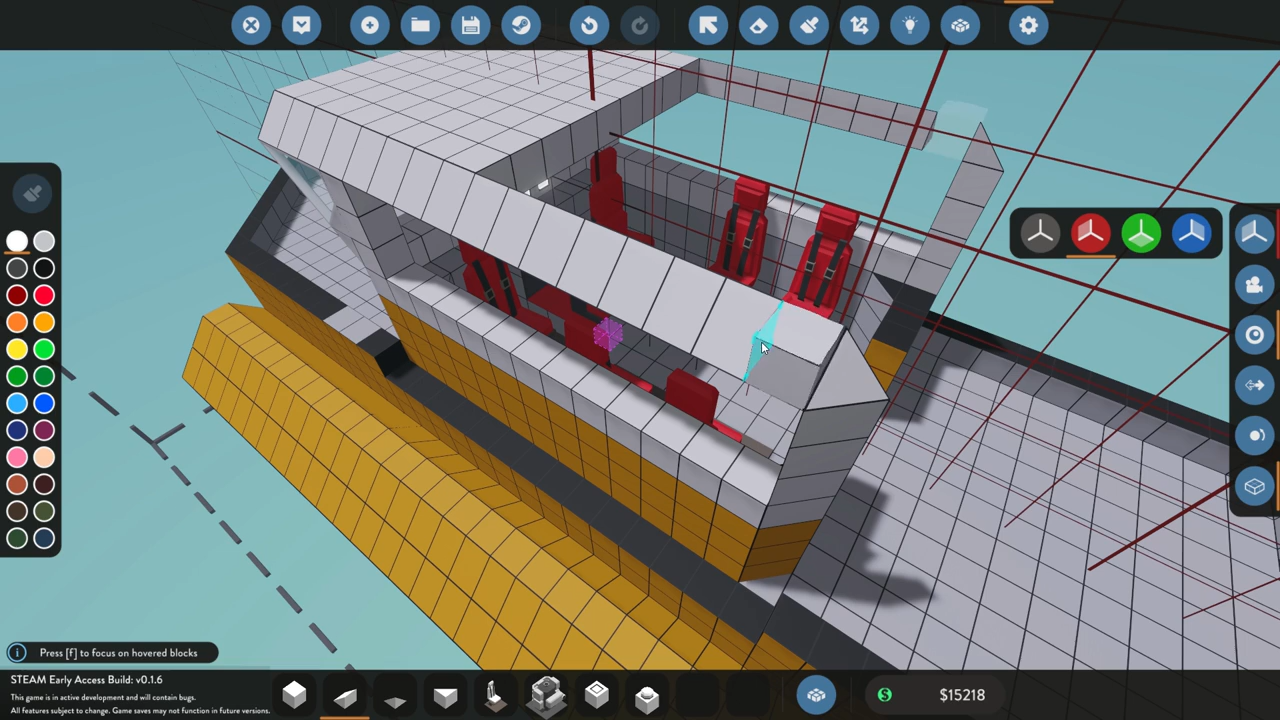 Press [f] to focus on hovered blocks
STEAM Early Access Build: v0.1.6
This game is in active development and will contain bugs.
All features subject to change. Game saves may not function in future versions.
$
$15218